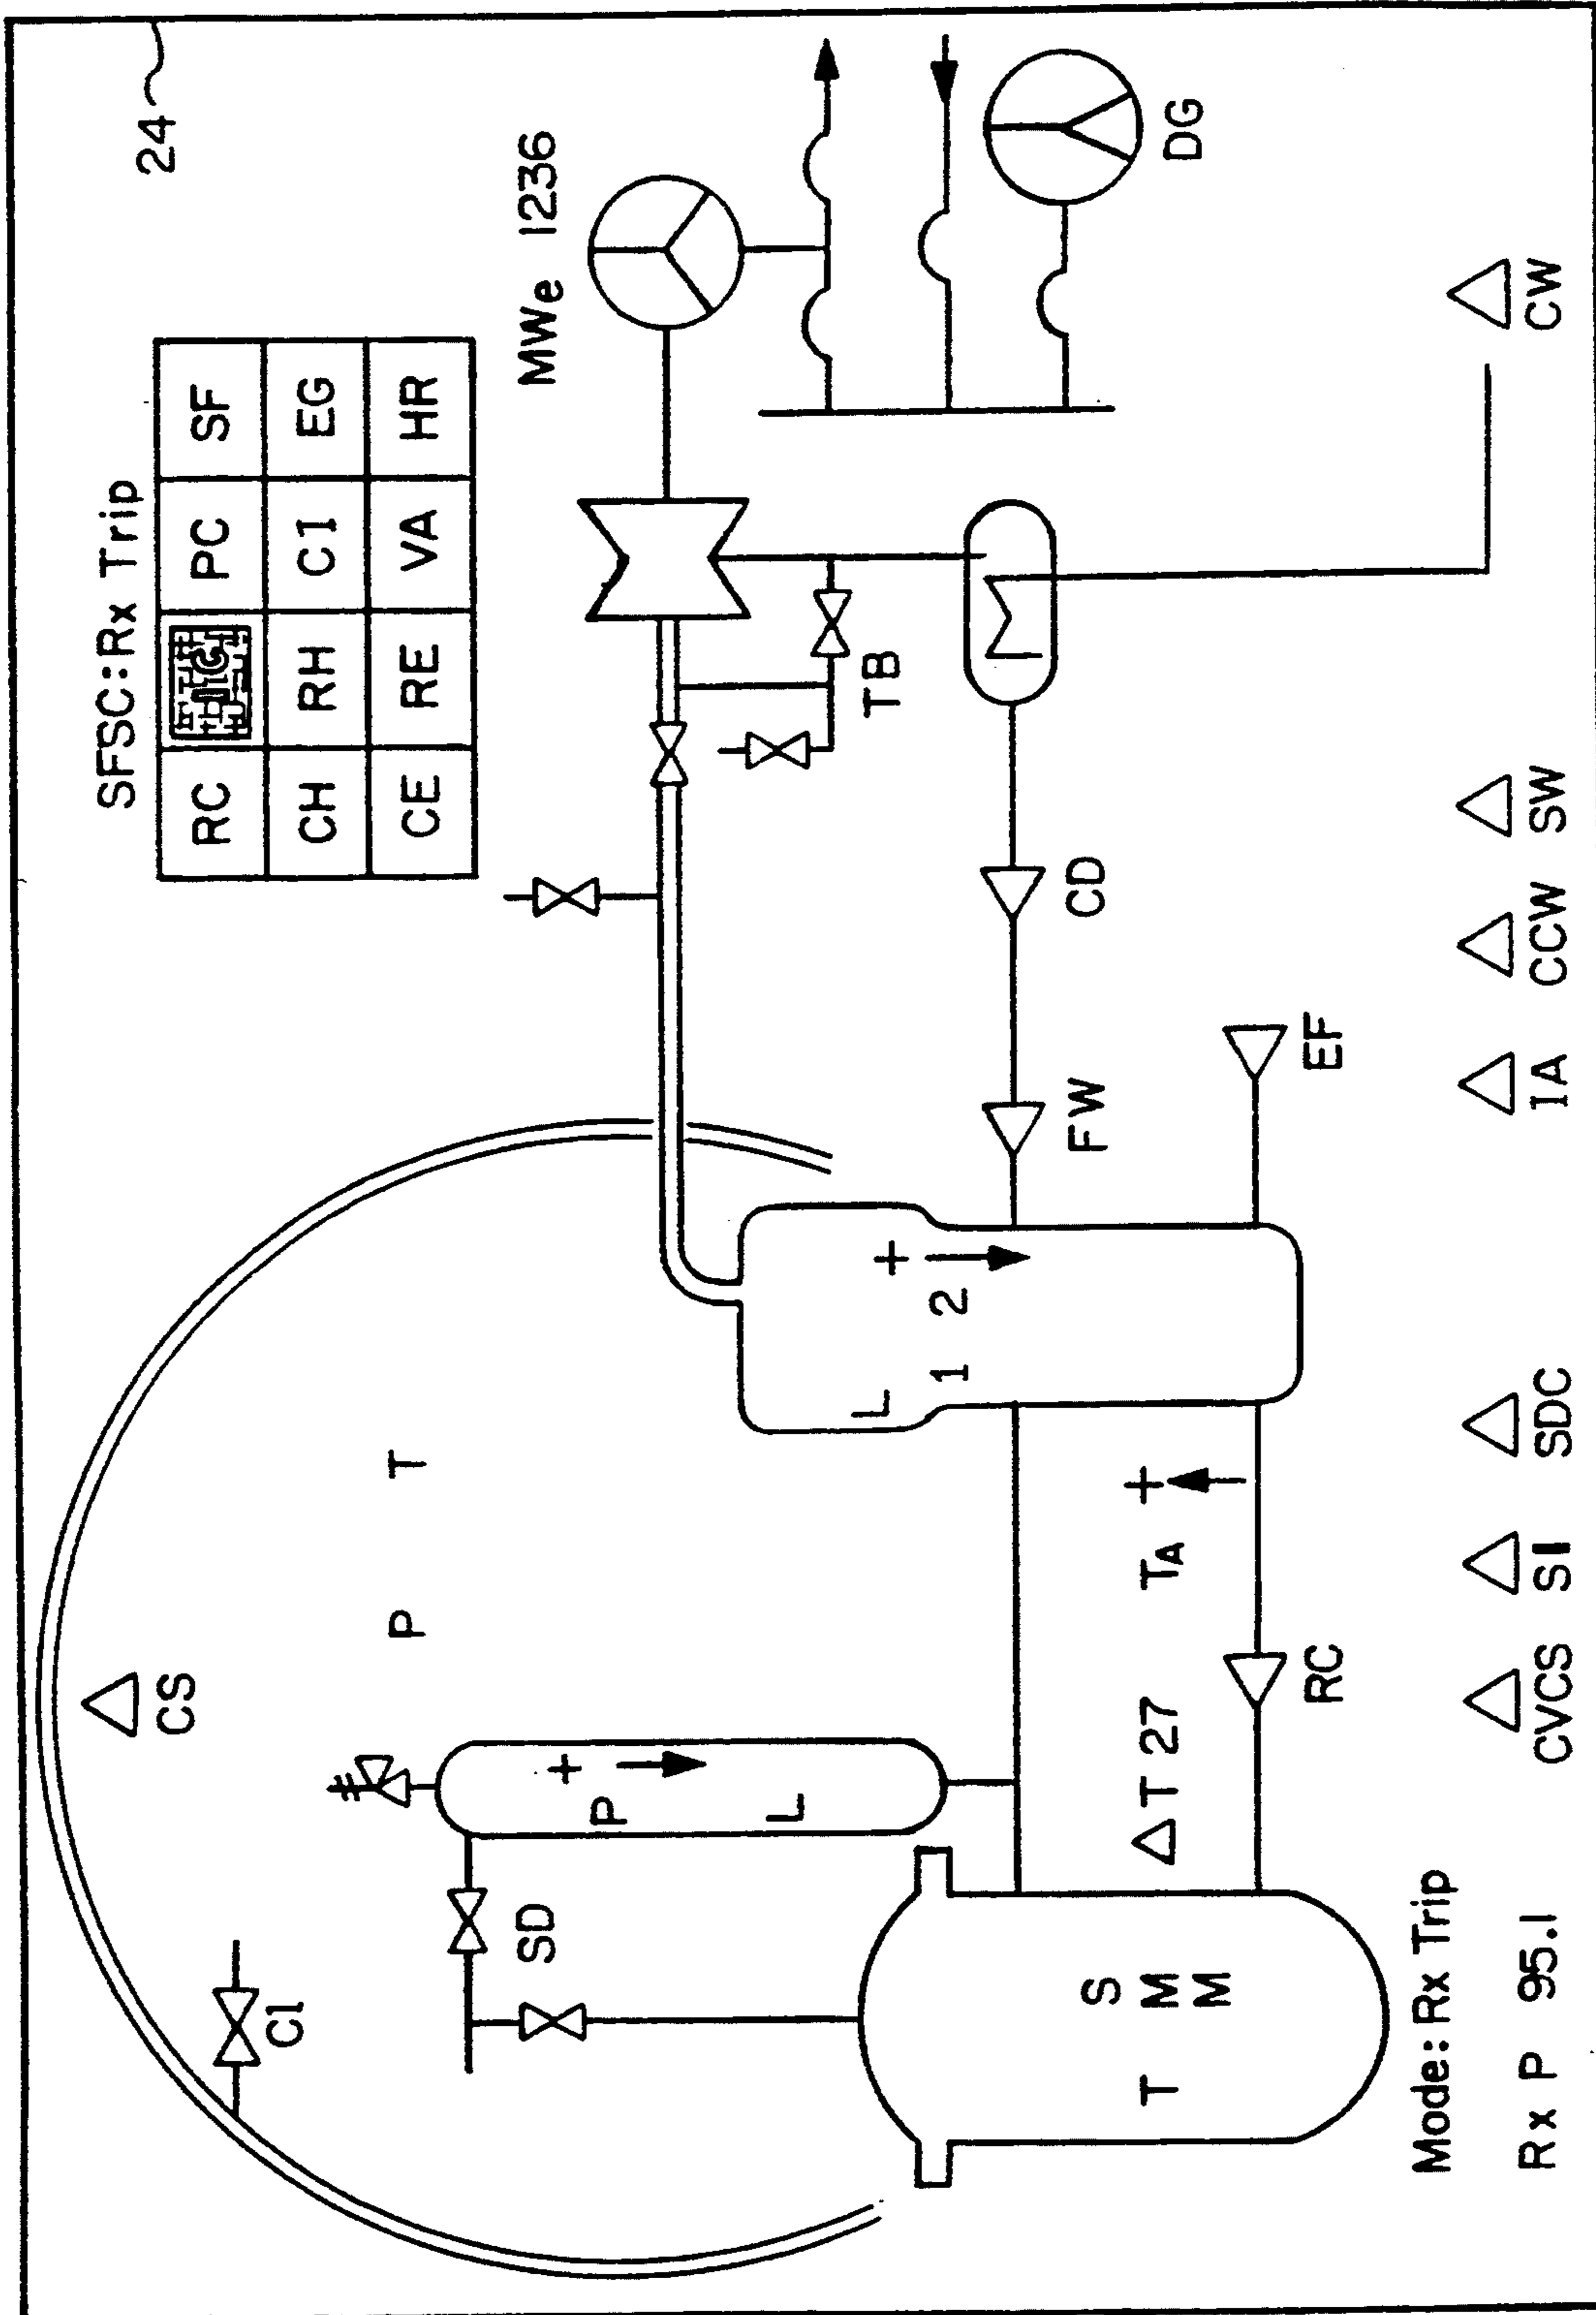 24
SFSC:Rx Trip
RC IC PC SF
CH RH CI EG
CE RE VA HR
MWe 1236
CS
CI
P T
SD
P
L
+
TB
L
+
1 2
DG
CD
FW
S
T M
M
△T 27 TA +
RC
EF
Mode: Rx Trip
Rx P 95.1
CVCS SI SDC IA CCW SW CW